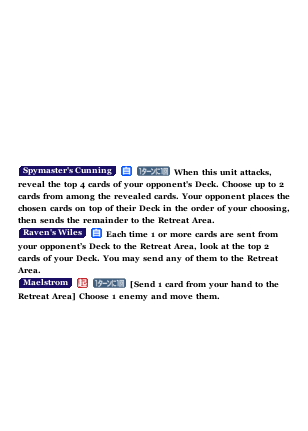 Spymaster's Cunning 自 1ターンに1回 When this unit attacks,
reveal the top 4 cards of your opponent's Deck. Choose up to 2
cards from among the revealed cards. Your opponent places the
chosen cards on top of their Deck in the order of your choosing,
then sends the remainder to the Retreat Area.
Raven's Wiles 自 Each time 1 or more cards are sent from
your opponent's Deck to the Retreat Area, look at the top 2
cards of your Deck. You may send any of them to the Retreat
Area.
Maelstrom 起 1ターンに1回 [Send 1 card from your hand to the
Retreat Area] Choose 1 enemy and move them.